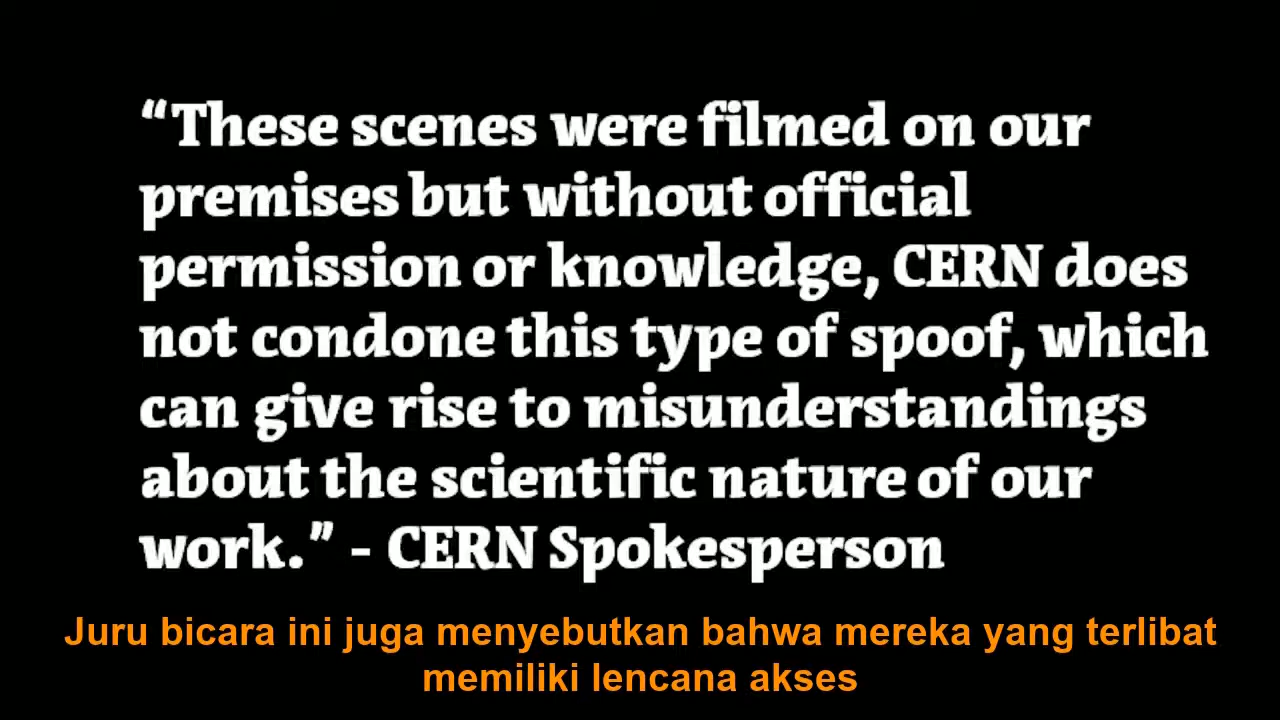 “These scenes were filmed on our
premises but without official
permission or knowledge, CERN does
not condone this type of spoof, which
can give rise to misunderstandings
about the scientific nature of our
work.” - CERN Spokesperson
Juru bicara ini juga menyebutkan bahwa mereka yang terlibat
memiliki lencana akses